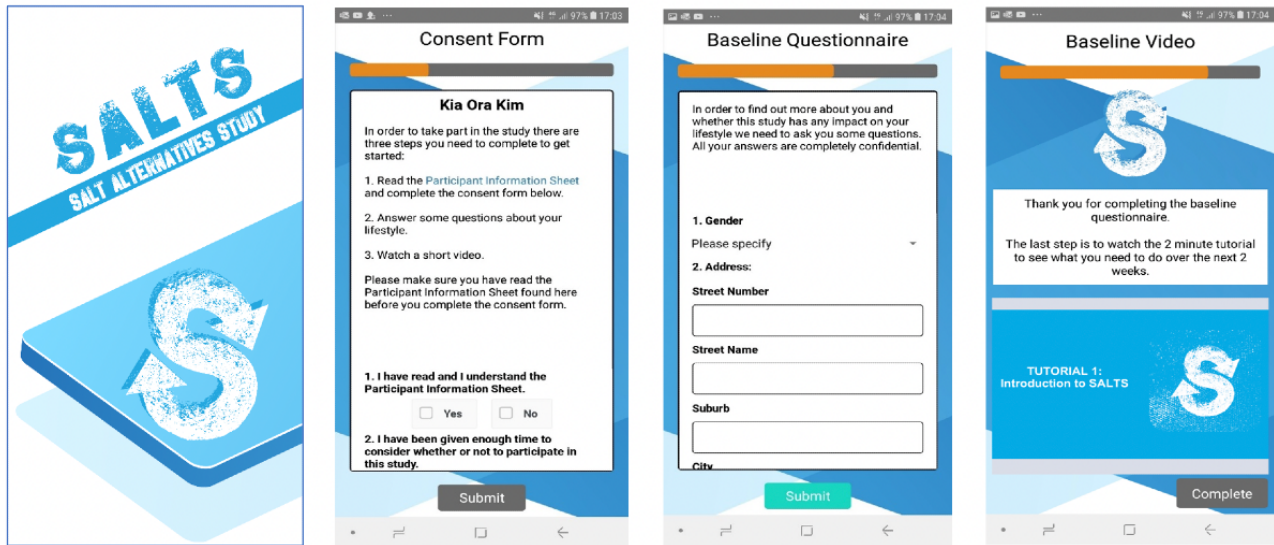 SALTS
SALT ALTERNATIVES STUDY
97% 17:03
Consent Form
Kia Ora Kim
In order to take part in the study there are
three steps you need to complete to get
started:
1. Read the Participant Information Sheet
and complete the consent form below.
2. Answer some questions about your
lifestyle.
3. Watch a short video.
Please make sure you have read the
Participant Information Sheet found here
before you complete the consent form.
1. I have read and I understand the
Participant Information Sheet.
Yes No
2. I have been given enough time to
consider whether or not to participate in
this study.
Submit
97% 17:04
Baseline Questionnaire
In order to find out more about you and
whether this study has any impact on your
lifestyle we need to ask you some questions.
All your answers are completely confidential.
1. Gender
Please specify
2. Address:
Street Number
Street Name
Suburb
City
Submit
97% 17:04
Baseline Video
Thank you for completing the baseline
questionnaire.
The last step is to watch the 2 minute tutorial
to see what you need to do over the next 2
weeks.
TUTORIAL 1:
Introduction to SALTS
Complete